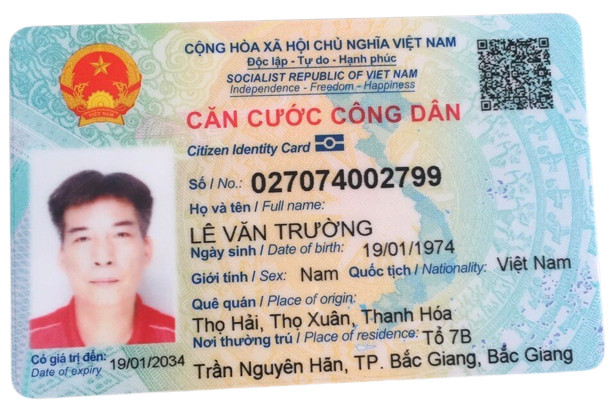 CỘNG HÒA XÃ HỘI CHỦ NGHĨA VIỆT NAM
Độc lập - Tự do - Hạnh phúc
SOCIALIST REPUBLIC OF VIET NAM
Independence - Freedom - Happiness
CĂN CƯỚC CÔNG DÂN
Citizen Identity Card
Số / No.: 027074002799
Họ và tên / Full name:
LÊ VĂN TRƯỜNG
Ngày sinh / Date of birth: 19/01/1974
Giới tính / Sex: Nam Quốc tịch / Nationality: Việt Nam
Quê quán / Place of origin:
Thọ Hải, Thọ Xuân, Thanh Hóa
Nơi thường trú / Place of residence: Tổ 7B
Trần Nguyên Hãn, TP. Bắc Giang, Bắc Giang
Có giá trị đến: 19/01/2034
Date of expiry